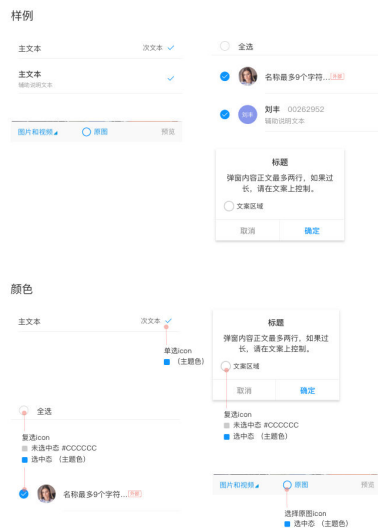 样例
主文本
次文本
主文本
辅助说明文本
图片和视频
原图
预览
全选
名称最多9个字符...
外部
刘丰
刘丰 00262952
辅助说明文本
标题
弹窗内容正文最多两行，如果过
长，请在文案上控制。
文案区域
取消
确定
颜色
主文本
次文本
单选icon
（主题色）
全选
复选icon
未选中态 #CCCCCC
选中态 （主题色）
名称最多9个字符...
外部
标题
弹窗内容正文最多两行，如果过
长，请在文案上控制。
文案区域
取消
确定
复选icon
未选中态 #CCCCCC
选中态 （主题色）
图片和视频
原图
预览
选择原图icon
选中态 （主题色）